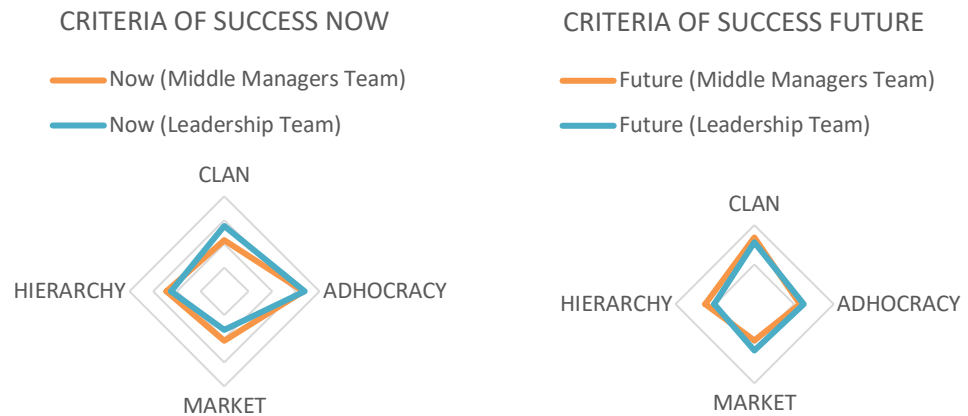 CRITERIA OF SUCCESS NOW
Now (Middle Managers Team)
Now (Leadership Team)
CLAN
HIERARCHY
ADHOCRACY
MARKET
CRITERIA OF SUCCESS FUTURE
Future (Middle Managers Team)
Future (Leadership Team)
CLAN
HIERARCHY
ADHOCRACY
MARKET